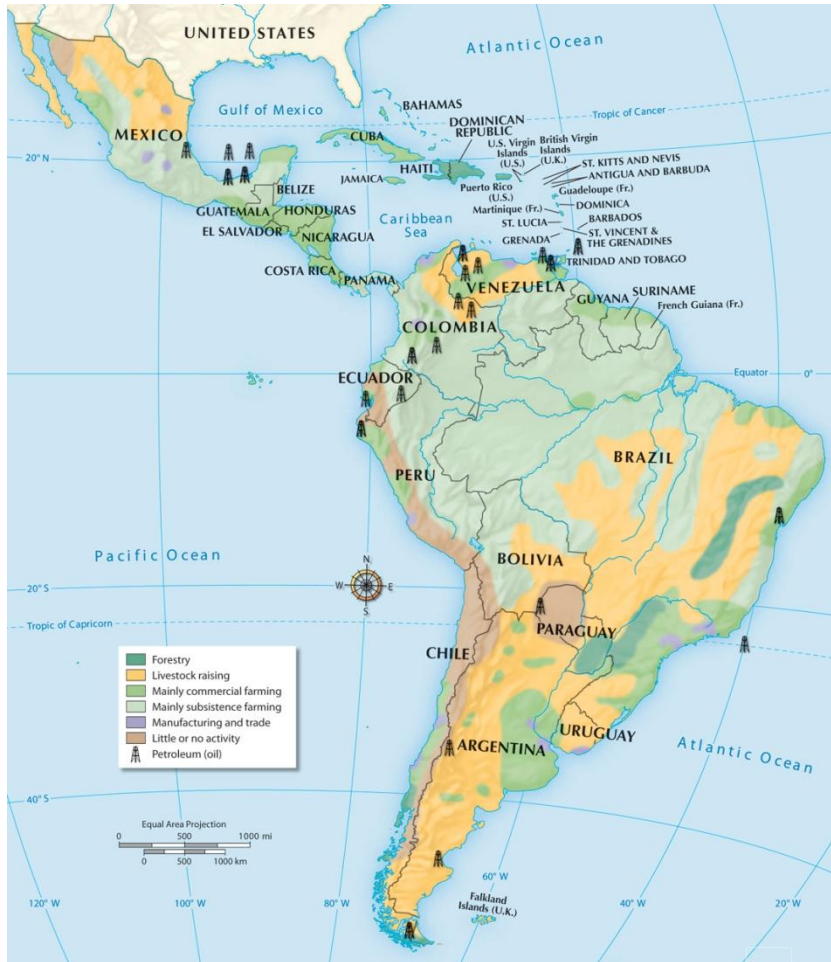 UNITED STATES
Atlantic Ocean
Gulf of Mexico
BAHAMAS
Tropic of Cancer
MEXICO
CUBA
DOMINICAN
REPUBLIC
U.S. Virgin
Islands
(U.S.)
British Virgin
Islands
(U.K.)
20° N
JAMAICA
HAITI
Puerto Rico
(U.S.)
ST. KITTS AND NEVIS
ANTIGUA AND BARBUDA
Guadeloupe (Fr.)
DOMINICA
Martinique (Fr.)
BARBADOS
ST. LUCIA
ST. VINCENT &
THE GRENADINES
GRENADA
TRINIDAD AND TOBAGO
BELIZE
GUATEMALA
HONDURAS
EL SALVADOR
NICARAGUA
Caribbean
Sea
COSTA RICA
PANAMA
VENEZUELA
GUYANA
SURINAME
French Guiana (Fr.)
COLOMBIA
ECUADOR
Equator
0°
PERU
BRAZIL
Pacific Ocean
BOLIVIA
N
W
E
S
20° S
Tropic of Capricorn
PARAGUAY
CHILE
Forestry
Livestock raising
Mainly commercial farming
Mainly subsistence farming
Manufacturing and trade
Little or no activity
Petroleum (oil)
ARGENTINA
URUGUAY
Atlantic Ocean
40° S
Equal Area Projection
0 500 1000 mi
0 500 1000 km
Falkland
Islands (U.K.)
120° W
100° W
80° W
60° W
40° W
20° W